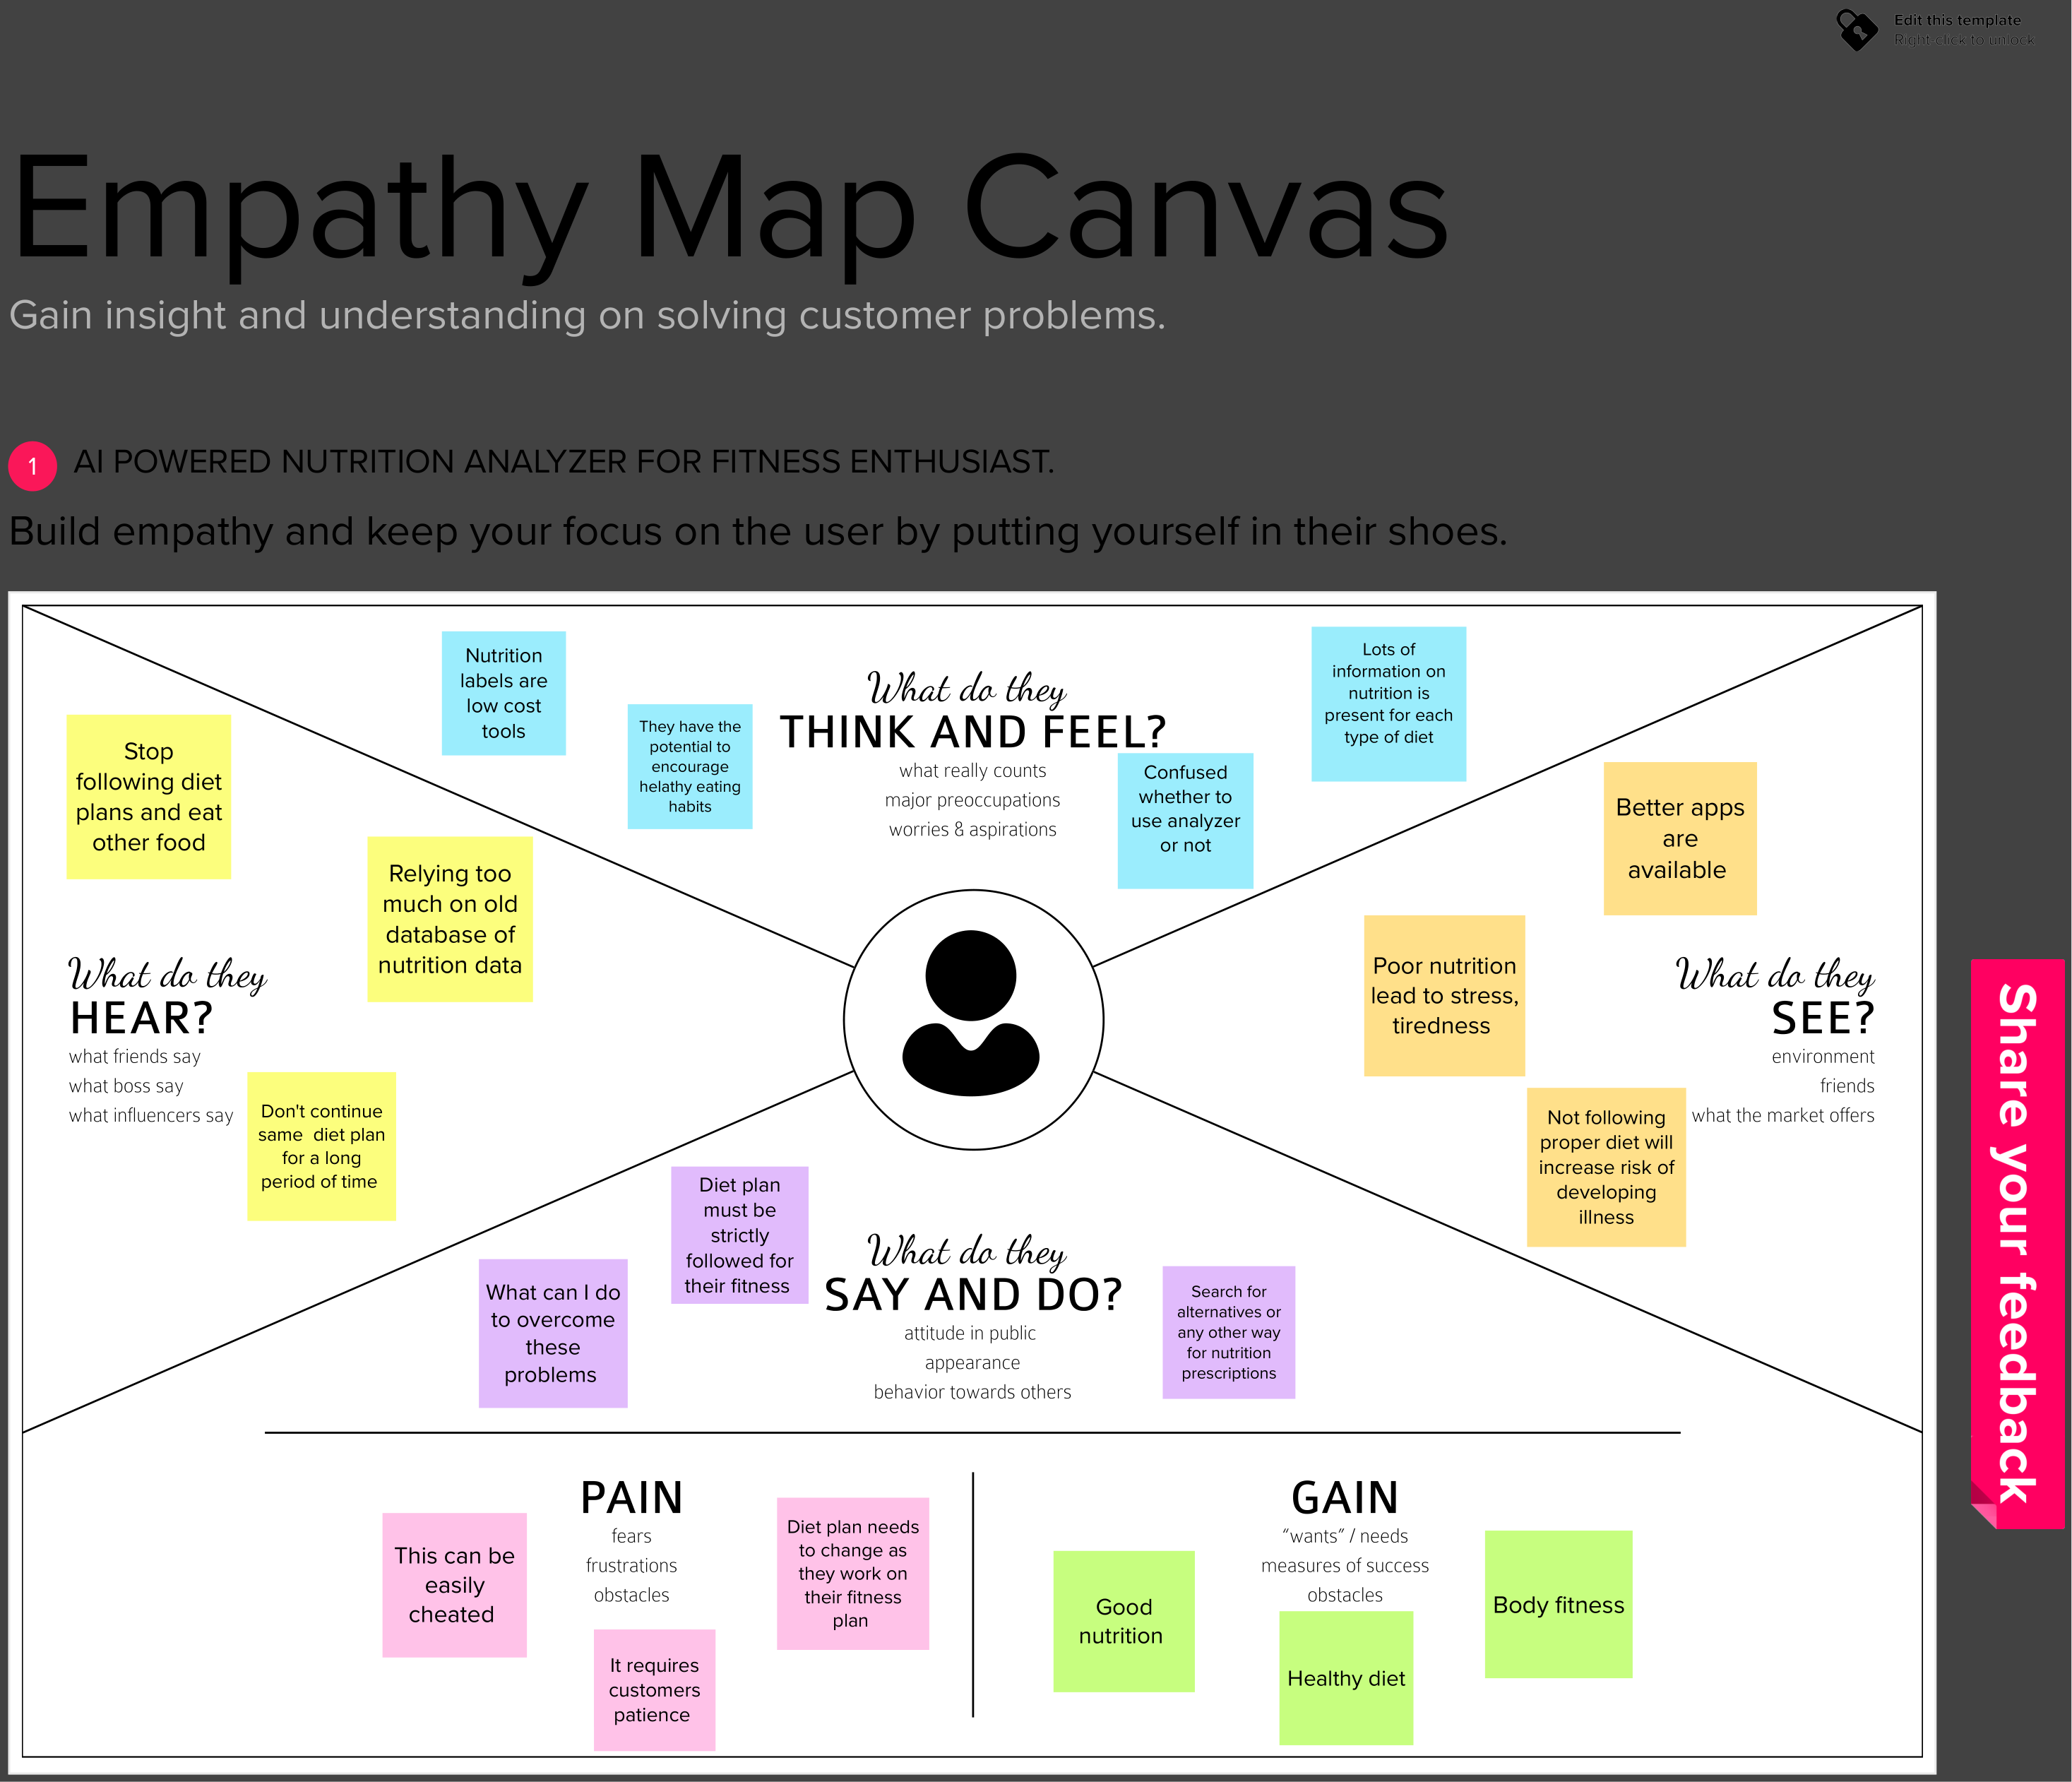 Edit this template
Right-click to unlock
Empathy Map Canvas
Gain insight and understanding on solving customer problems.
1
AI POWERED NUTRITION ANALYZER FOR FITNESS ENTHUSIAST.
Build empathy and keep your focus on the user by putting yourself in their shoes.
Nutrition
labels are
low cost
tools
They have the
potential to
encourage
helathy eating
habits
What do they
THINK AND FEEL?
what really counts
major preoccupations
worries & aspirations
Confused
whether to
use analyzer
or not
Lots of
information on
nutrition is
present for each
type of diet
Stop
following diet
plans and eat
other food
Relying too
much on old
database of
nutrition data
What do they
HEAR?
what friends say
what boss say
what influencers say
Don't continue
same diet plan
for a long
period of time
Better apps
are
available
Poor nutrition
lead to stress,
tiredness
What do they
SEE?
environment
friends
what the market offers
Not following
proper diet will
increase risk of
developing
illness
Diet plan
must be
strictly
followed for
their fitness
What can I do
to overcome
these
problems
What do they
SAY AND DO?
attitude in public
appearance
behavior towards others
Search for
alternatives or
any other way
for nutrition
prescriptions
PAIN
fears
frustrations
obstacles
This can be
easily
cheated
It requires
customers
patience
Diet plan needs
to change as
they work on
their fitness
plan
GAIN
“wants” / needs
measures of success
obstacles
Good
nutrition
Healthy diet
Body fitness
Share your feedback